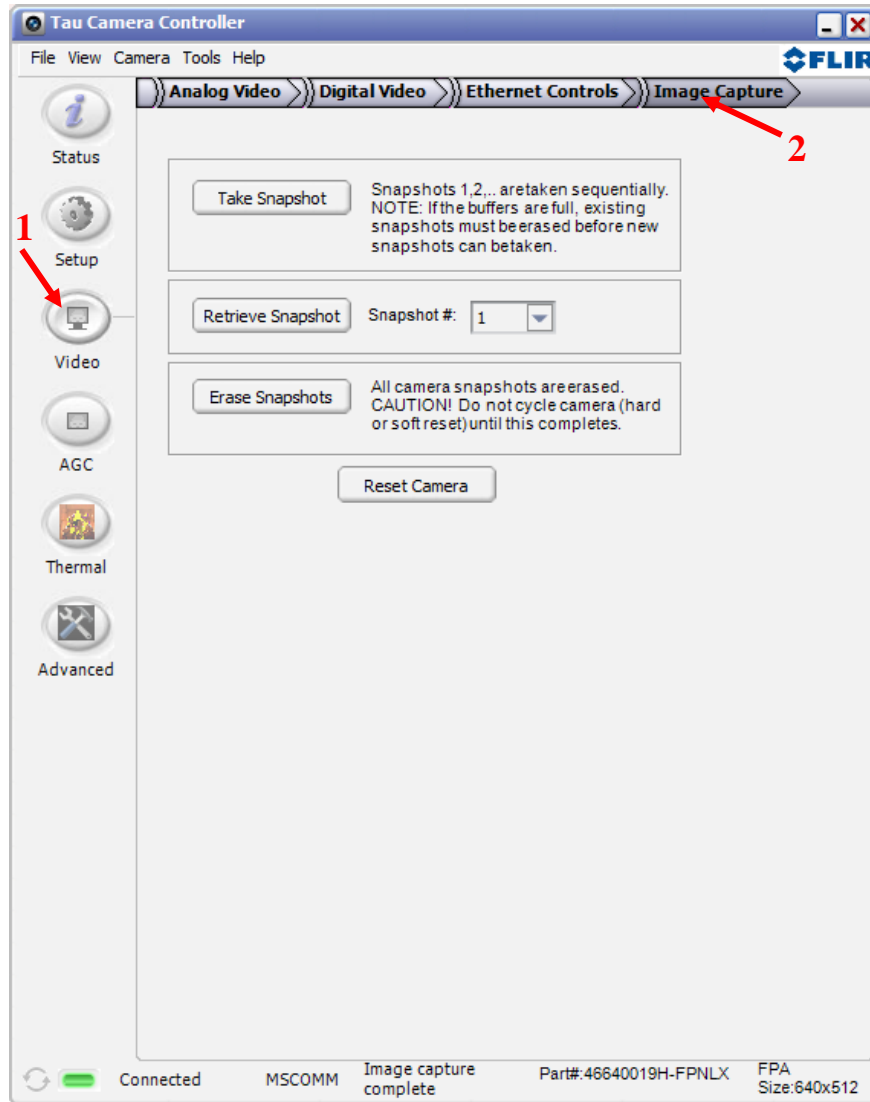 Tau Camera Controller
File View Camera Tools Help
FLIR
Analog Video Digital Video Ethernet Controls Image Capture
1
2
Status
Setup
Video
AGC
Thermal
Advanced
Take Snapshot
Snapshots 1,2,.. aretaken sequentially.
NOTE: If the buffers are full, existing
snapshots must beerased before new
snapshots can betaken.
Retrieve Snapshot
Snapshot #: 1
Erase Snapshots
All camera snapshots areerased.
CAUTION! Do not cycle camera (hard
or soft reset)until this completes.
Reset Camera
Connected
MSCOMM
Image capture
complete
Part#:46640019H-FPNLX
FPA
Size:640x512